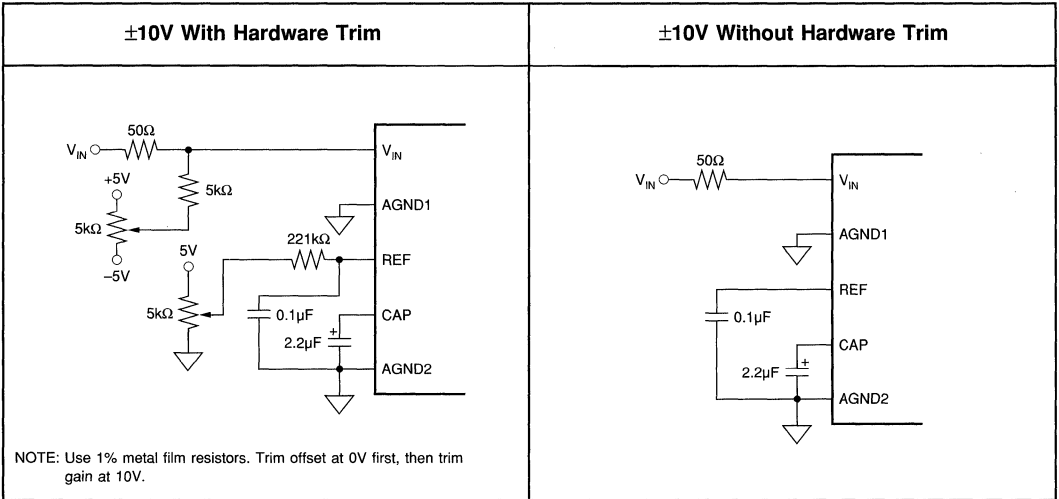 ±10V With Hardware Trim
50Ω
V_IN
V_IN
+5V
5kΩ
AGND1
5kΩ
221kΩ
−5V
5V
REF
5kΩ
0.1µF
CAP
+
2.2µF
AGND2
NOTE: Use 1% metal film resistors. Trim offset at 0V first, then trim
gain at 10V.
±10V Without Hardware Trim
50Ω
V_IN
V_IN
AGND1
REF
0.1µF
CAP
+
2.2µF
AGND2